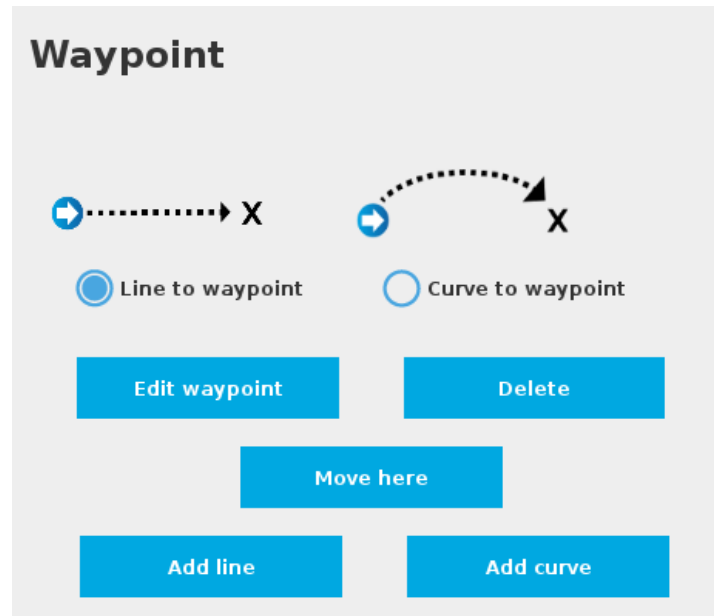 Waypoint
X
X
Line to waypoint
Curve to waypoint
Edit waypoint
Delete
Move here
Add line
Add curve